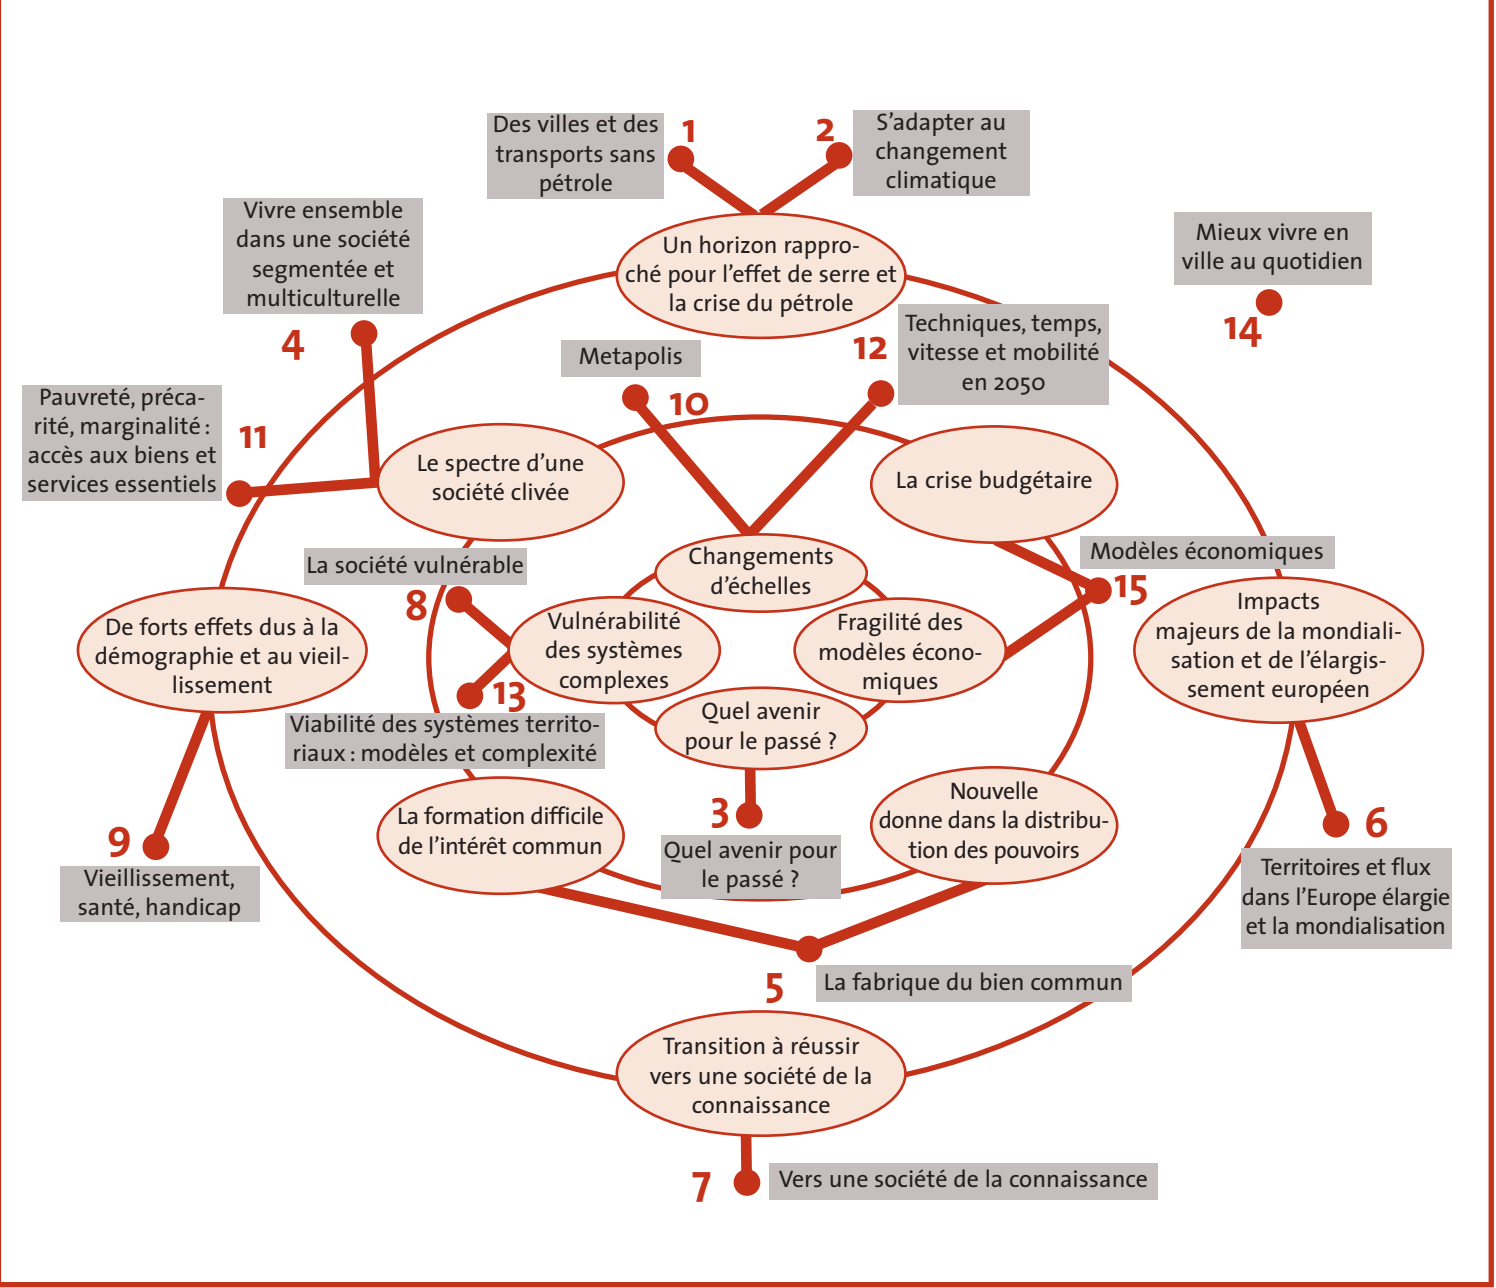 Des villes et des
transports sans
pétrole
1
2
S’adapter au
changement
climatique
Vivre ensemble
dans une société
segmentée et
multiculturelle
4
Un horizon rappro-
ché pour l’effet de serre et
la crise du pétrole
Mieux vivre en
ville au quotidien
14
Metapolis
10
12
Techniques, temps,
vitesse et mobilité
en 2050
Pauvreté, préca-
rité, marginalité :
accès aux biens et
services essentiels
11
Le spectre d’une
société clivée
La crise budgétaire
La société vulnérable
8
Changements
d’échelles
Modèles économiques
15
De forts effets dus à la
démographie et au vieil-
lissement
Vulnérabilité
des systèmes
complexes
Fragilité des
modèles écono-
miques
Impacts
majeurs de la mondiali-
sation et de l’élargis-
sement européen
13
Viabilité des systèmes territo-
riaux : modèles et complexité
Quel avenir
pour le passé ?
La formation difficile
de l’intérêt commun
3
Quel avenir pour
le passé ?
Nouvelle
donne dans la distribu-
tion des pouvoirs
9
Vieillissement,
santé, handicap
6
Territoires et flux
dans l’Europe élargie
et la mondialisation
5
La fabrique du bien commun
Transition à réussir
vers une société de la
connaissance
7
Vers une société de la connaissance